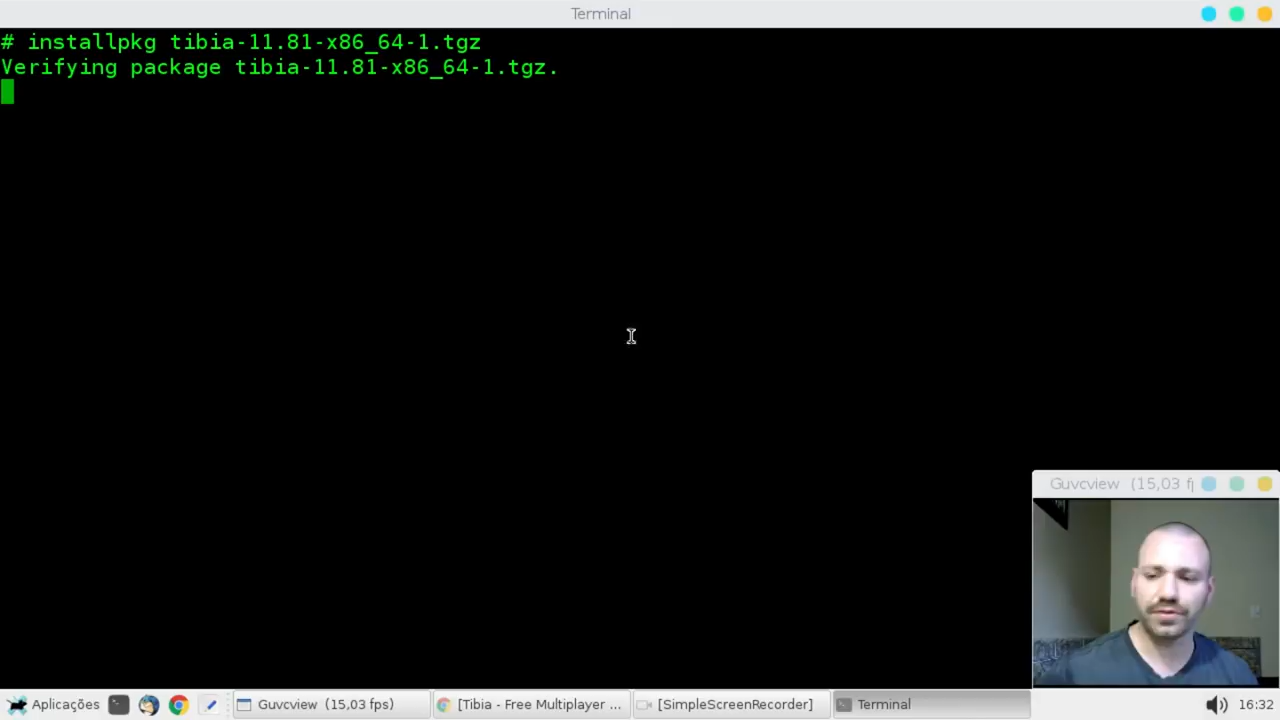 Terminal
# installpkg tibia-11.81-x86_64-1.tgz
Verifying package tibia-11.81-x86_64-1.tgz.
Guvcview (15,03 f
Aplicações
Guvcview (15,03 fps)
[Tibia - Free Multiplayer ...
[SimpleScreenRecorder]
Terminal
16:32